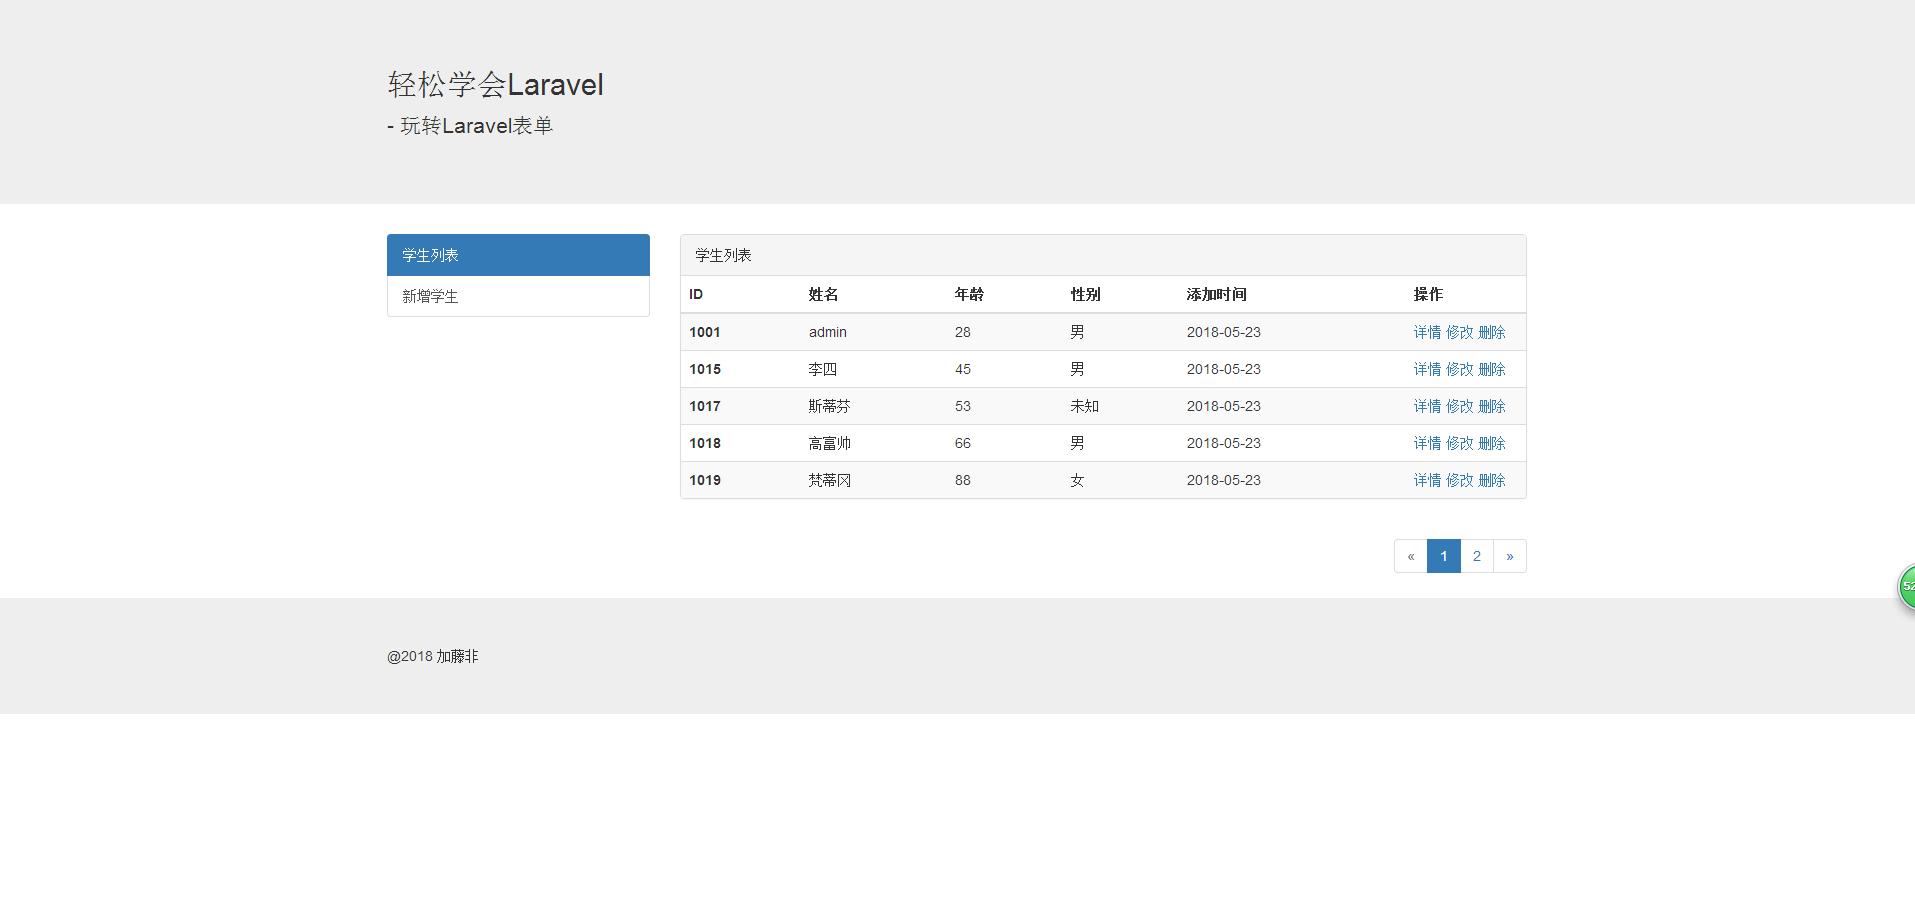 轻松学会Laravel
- 玩转Laravel表单
学生列表
新增学生
学生列表
ID 姓名 年龄 性别 添加时间 操作
1001 admin 28 男 2018-05-23 详情 修改 删除
1015 李四 45 男 2018-05-23 详情 修改 删除
1017 斯蒂芬 53 未知 2018-05-23 详情 修改 删除
1018 高富帅 66 男 2018-05-23 详情 修改 删除
1019 梵蒂冈 88 女 2018-05-23 详情 修改 删除
« 1 2 »
@2018 加藤非